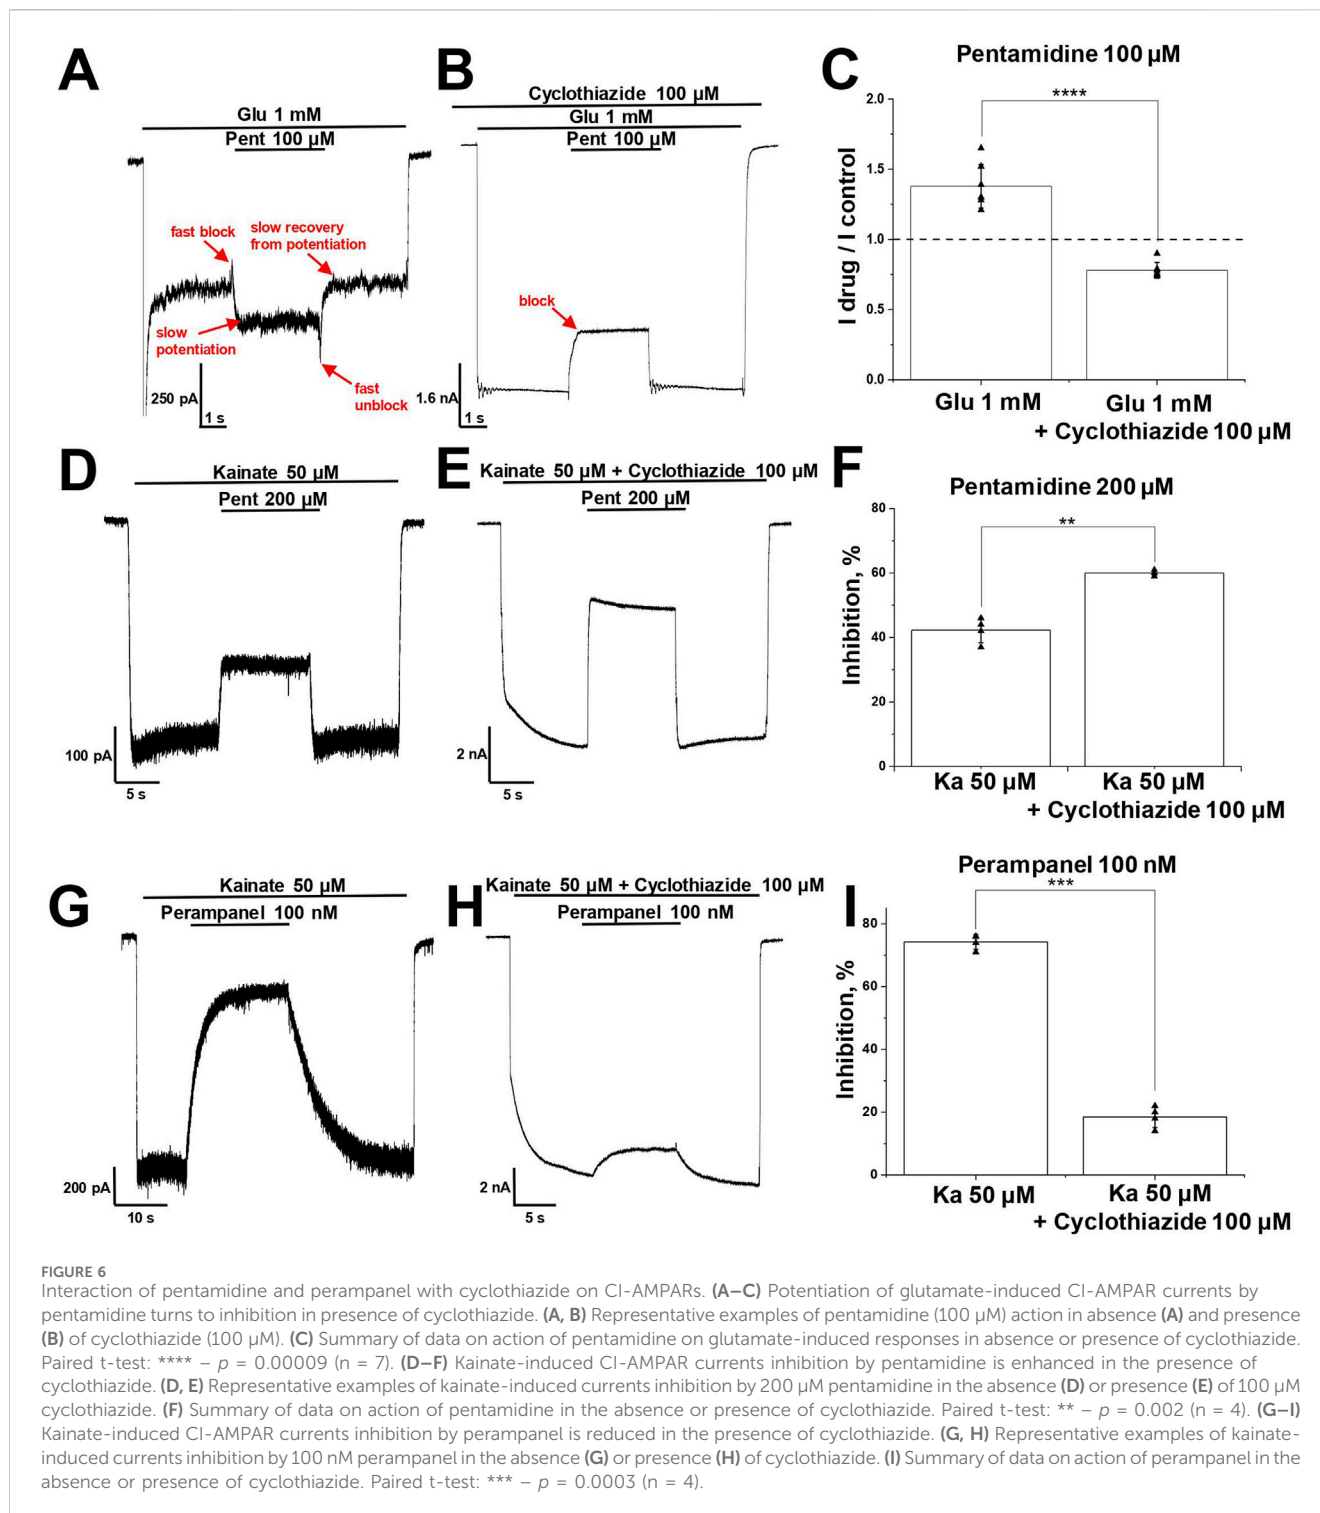 A
Glu 1 mM
Pent 100 µM
fast block
slow recovery
from potentiation
slow
potentiation
fast
unblock
250 pA
1 s
B
Cyclothiazide 100 µM
Glu 1 mM
Pent 100 µM
block
1.6 nA
1 s
C
Pentamidine 100 µM
****
I drug / I control
2.0
1.5
1.0
0.5
0.0
Glu 1 mM
Glu 1 mM
+ Cyclothiazide 100 µM
D
Kainate 50 µM
Pent 200 µM
100 pA
5 s
E
Kainate 50 µM + Cyclothiazide 100 µM
Pent 200 µM
2 nA
5 s
F
Pentamidine 200 µM
**
Inhibition, %
80
60
40
20
0
Ka 50 µM
Ka 50 µM
+ Cyclothiazide 100 µM
G
Kainate 50 µM
Perampanel 100 nM
200 pA
10 s
H
Kainate 50 µM + Cyclothiazide 100 µM
Perampanel 100 nM
2 nA
5 s
I
Perampanel 100 nM
***
Inhibition, %
80
60
40
20
0
Ka 50 µM
Ka 50 µM
+ Cyclothiazide 100 µM
FIGURE 6
Interaction of pentamidine and perampanel with cyclothiazide on CI-AMPARs. (A–C) Potentiation of glutamate-induced CI-AMPAR currents by
pentamidine turns to inhibition in presence of cyclothiazide. (A, B) Representative examples of pentamidine (100 µM) action in absence (A) and presence
(B) of cyclothiazide (100 µM). (C) Summary of data on action of pentamidine on glutamate-induced responses in absence or presence of cyclothiazide.
Paired t-test: **** – p = 0.00009 (n = 7). (D–F) Kainate-induced CI-AMPAR currents inhibition by pentamidine is enhanced in the presence of
cyclothiazide. (D, E) Representative examples of kainate-induced currents inhibition by 200 µM pentamidine in the absence (D) or presence (E) of 100 µM
cyclothiazide. (F) Summary of data on action of pentamidine in the absence or presence of cyclothiazide. Paired t-test: ** – p = 0.002 (n = 4). (G–I)
Kainate-induced CI-AMPAR currents inhibition by perampanel is reduced in the presence of cyclothiazide. (G, H) Representative examples of kainate-
induced currents inhibition by 100 nM perampanel in the absence (G) or presence (H) of cyclothiazide. (I) Summary of data on action of perampanel in the
absence or presence of cyclothiazide. Paired t-test: *** – p = 0.0003 (n = 4).